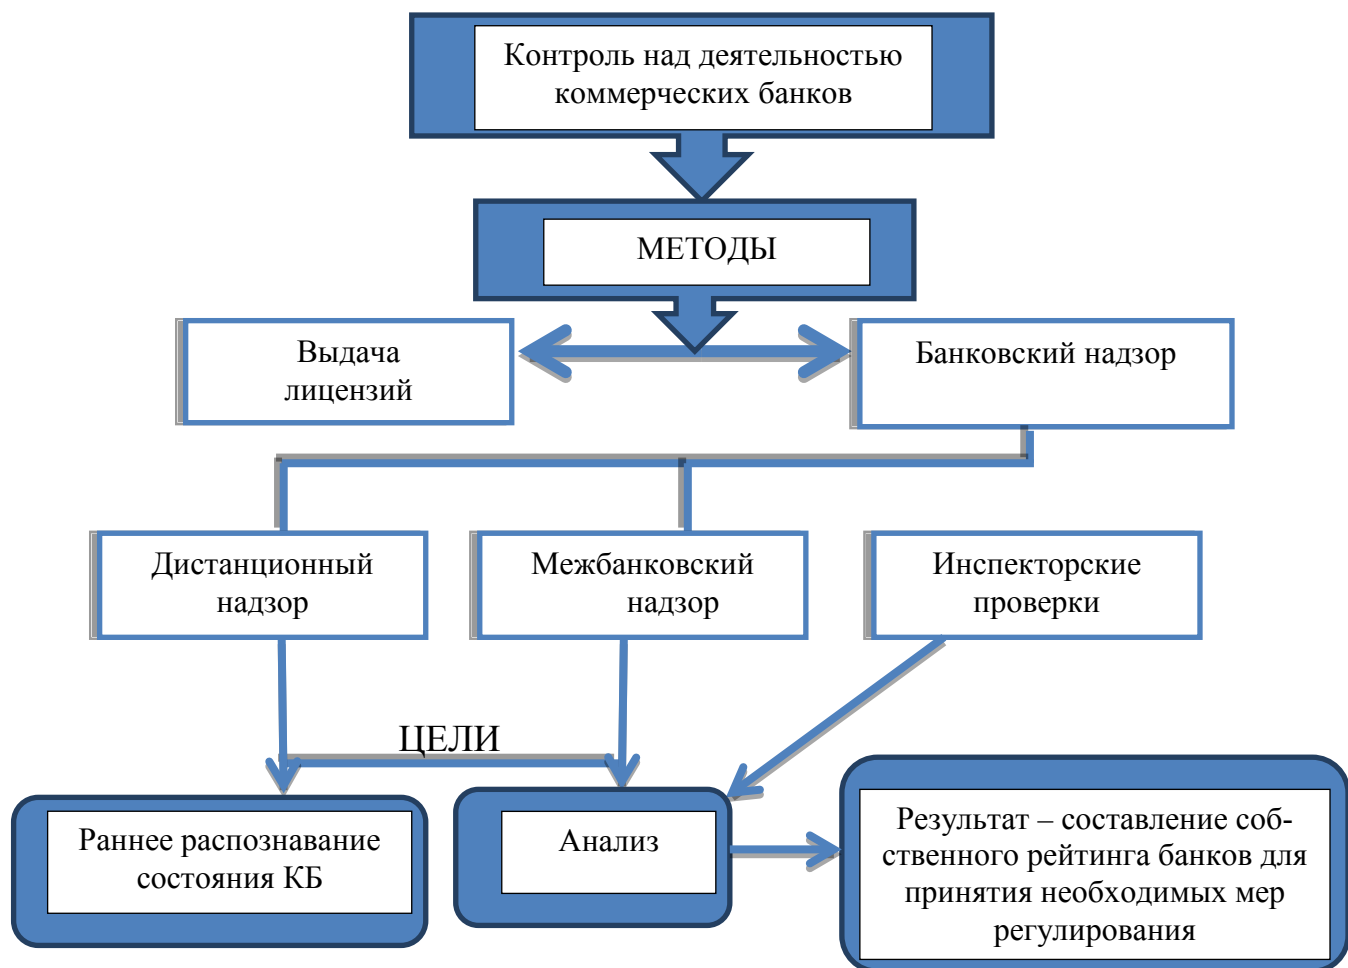 Контроль над деятельностью
коммерческих банков
МЕТОДЫ
Выдача
лицензий
Банковский надзор
Дистанционный
надзор
Межбанковский
надзор
Инспекторские
проверки
ЦЕЛИ
Раннее распознавание
состояния КБ
Анализ
Результат – составление соб-
ственного рейтинга банков для
принятия необходимых мер
регулирования